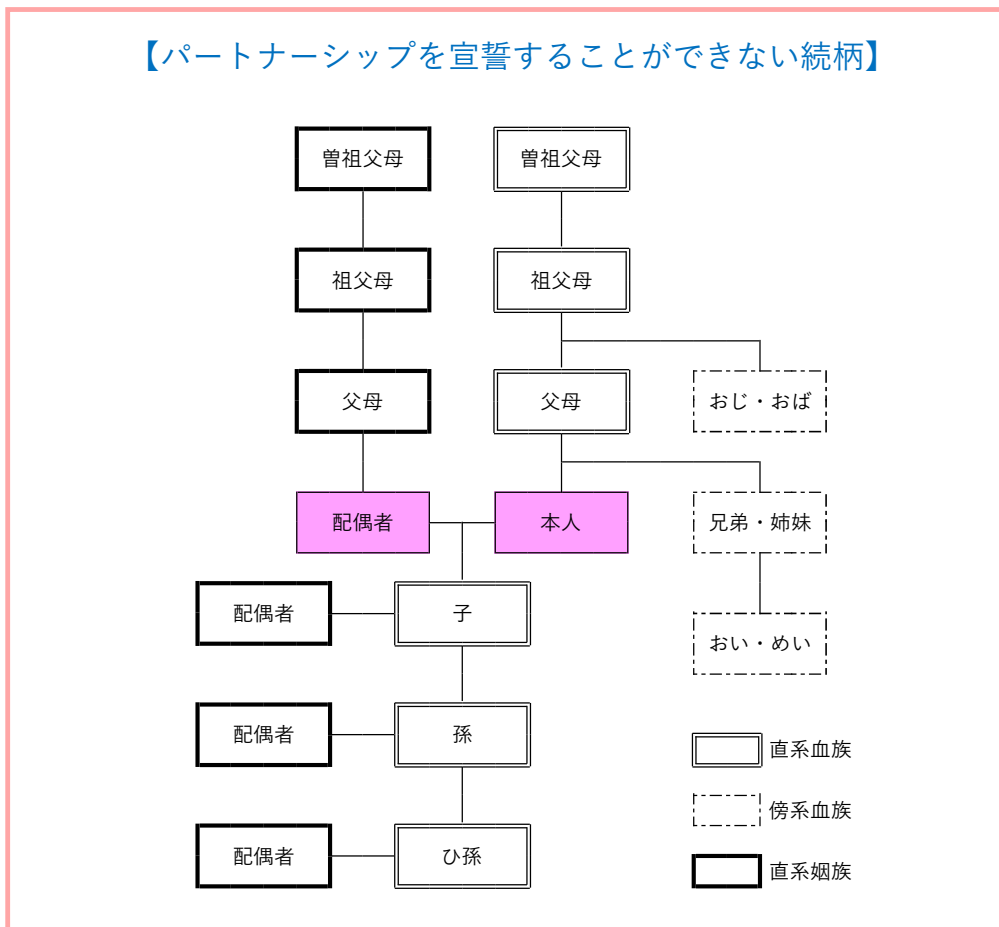 【パートナーシップを宣誓することができない続柄】
曽祖父母
曽祖父母
祖父母
祖父母
父母
父母
おじ・おば
配偶者
本人
兄弟・姉妹
配偶者
子
おい・めい
配偶者
孫
直系血族
傍系血族
配偶者
ひ孫
直系姻族